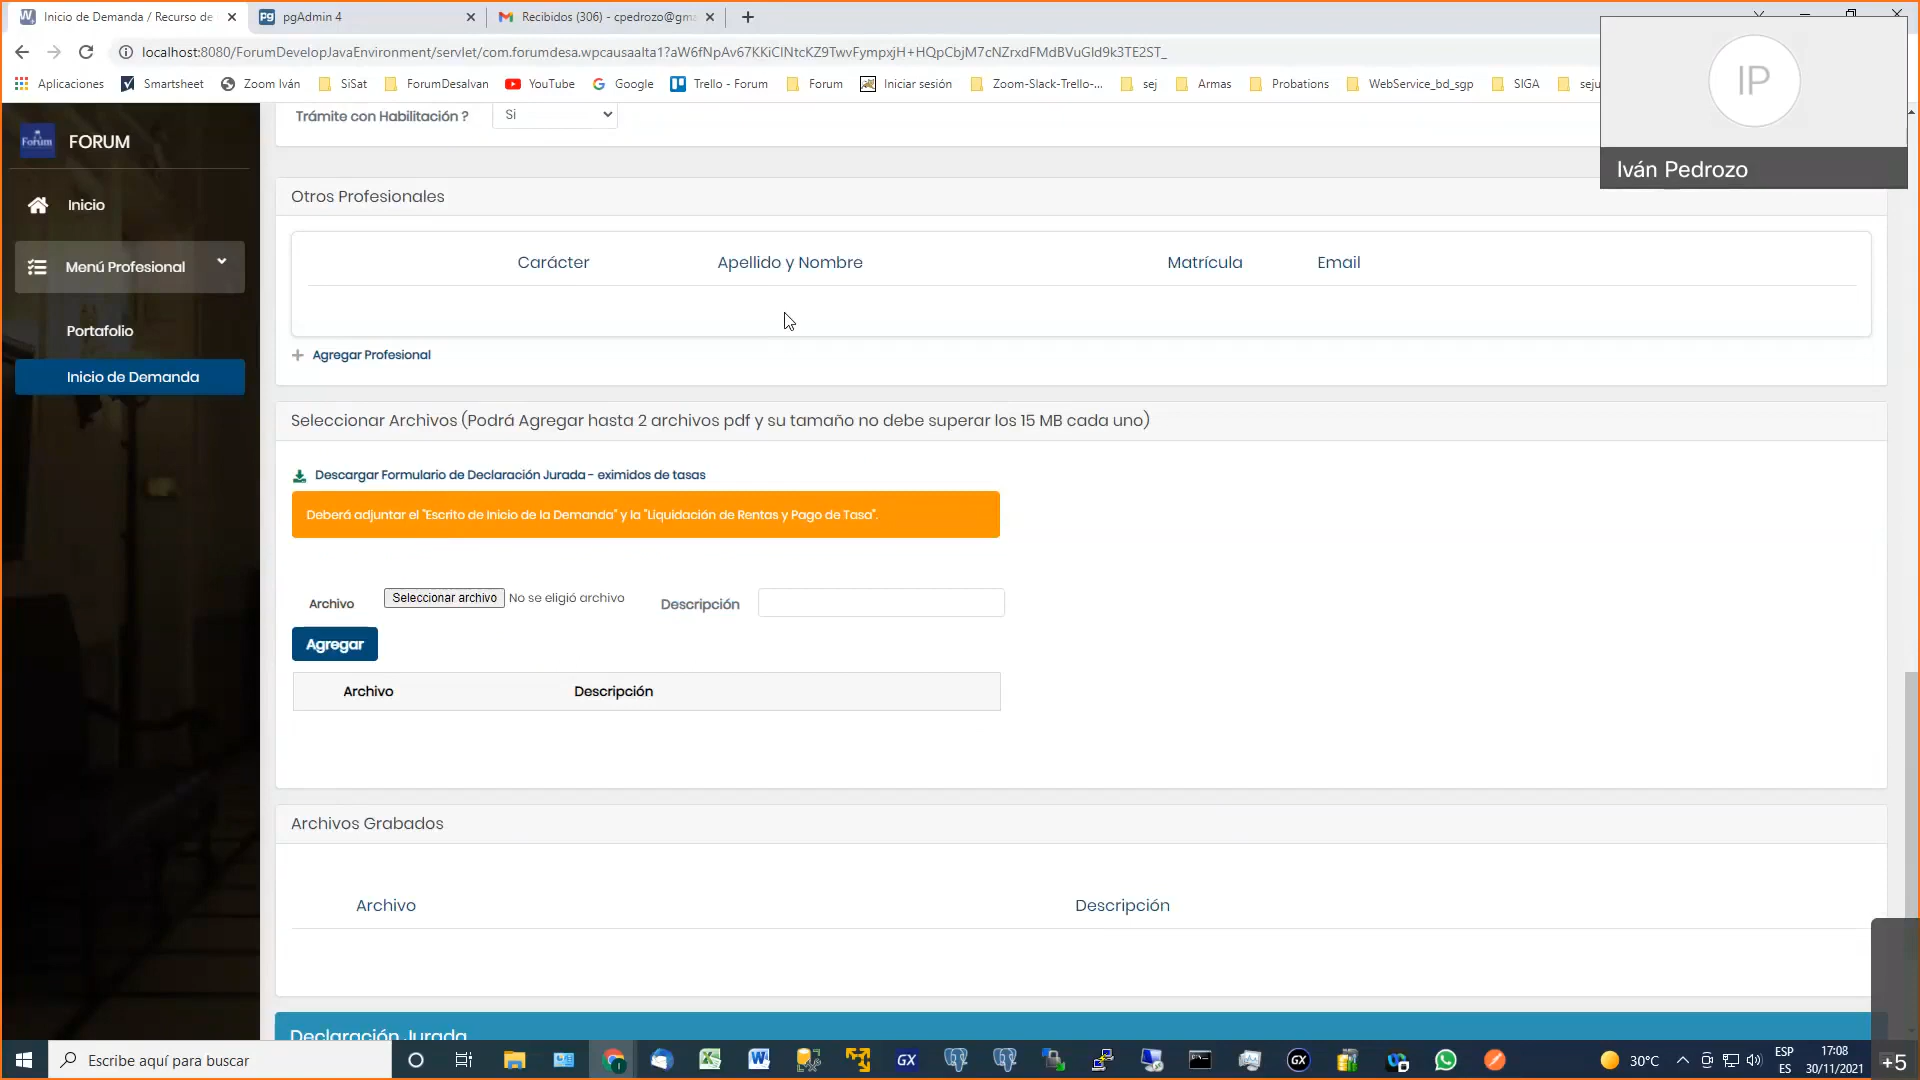 Inicio de Demanda / Recurso de
pgAdmin 4
Recibidos (306) - cpedrozo@gm
localhost:8080/ForumDevelopJavaEnvironment/servlet/com.forumdesa.wpcausaalta1?aW6fNpAv67KKiCINtcKZ9TwvFympxjH+HQpCbjM7cNZrxdFMdBVuGId9k3TE2ST_
Aplicaciones
Smartsheet
Zoom Iván
SiSat
ForumDesaIvan
YouTube
Google
Trello - Forum
Forum
Iniciar sesión
Zoom-Slack-Trello-...
sej
Armas
Probations
WebService_bd_sgp
SIGA
seju
IP
Iván Pedrozo
Forum
FORUM
Inicio
Menú Profesional
Portafolio
Inicio de Demanda
Trámite con Habilitación ?
Si
Otros Profesionales
Carácter
Apellido y Nombre
Matrícula
Email
Agregar Profesional
Seleccionar Archivos (Podrá Agregar hasta 2 archivos pdf y su tamaño no debe superar los 15 MB cada uno)
Descargar Formulario de Declaración Jurada - eximidos de tasas
Deberá adjuntar el "Escrito de Inicio de la Demanda" y la "Liquidación de Rentas y Pago de Tasa".
Archivo
Seleccionar archivo
No se eligió archivo
Descripción
Agregar
Archivo
Descripción
Archivos Grabados
Archivo
Descripción
Declaración Jurada
Escribe aquí para buscar
GX
GX
30°C
ESP
ES
17:08
30/11/2021
+5